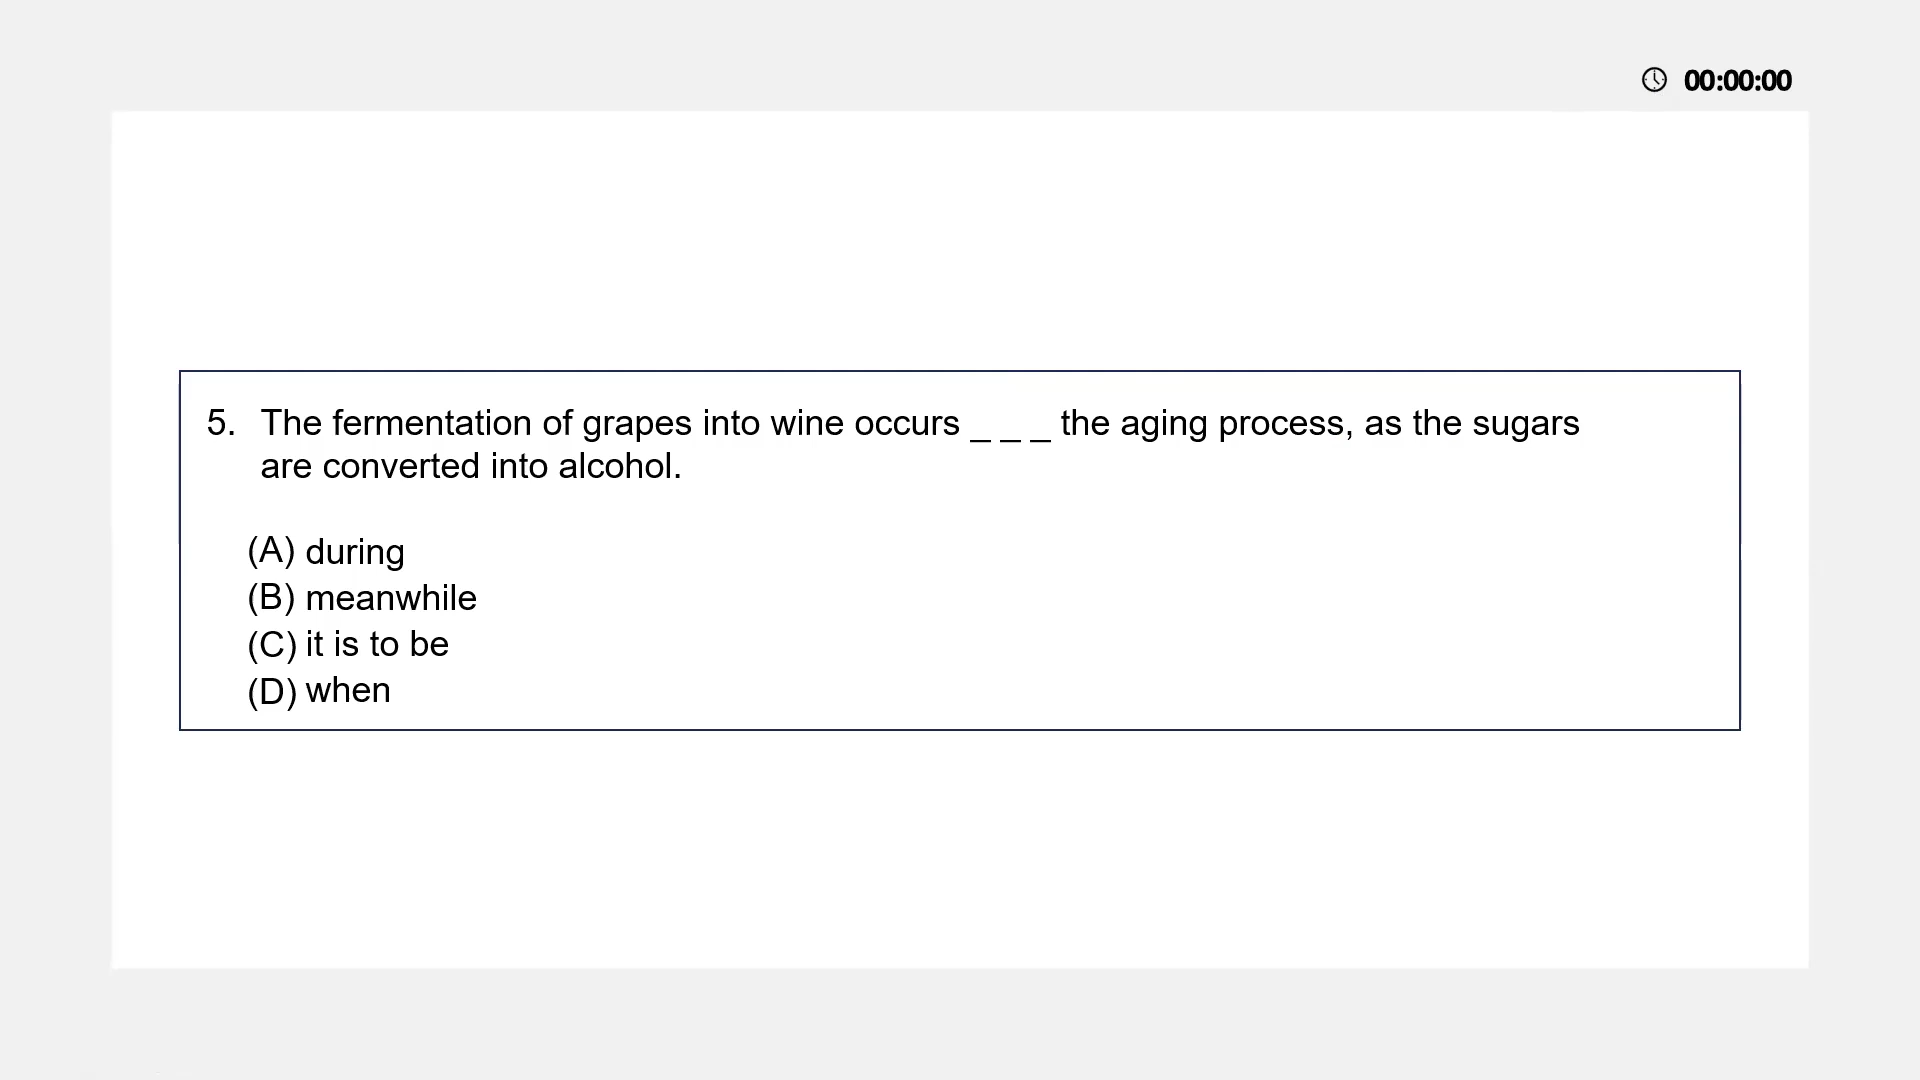 00:00:00
5. The fermentation of grapes into wine occurs _ _ _ the aging process, as the sugars
are converted into alcohol.
(A) during
(B) meanwhile
(C) it is to be
(D) when